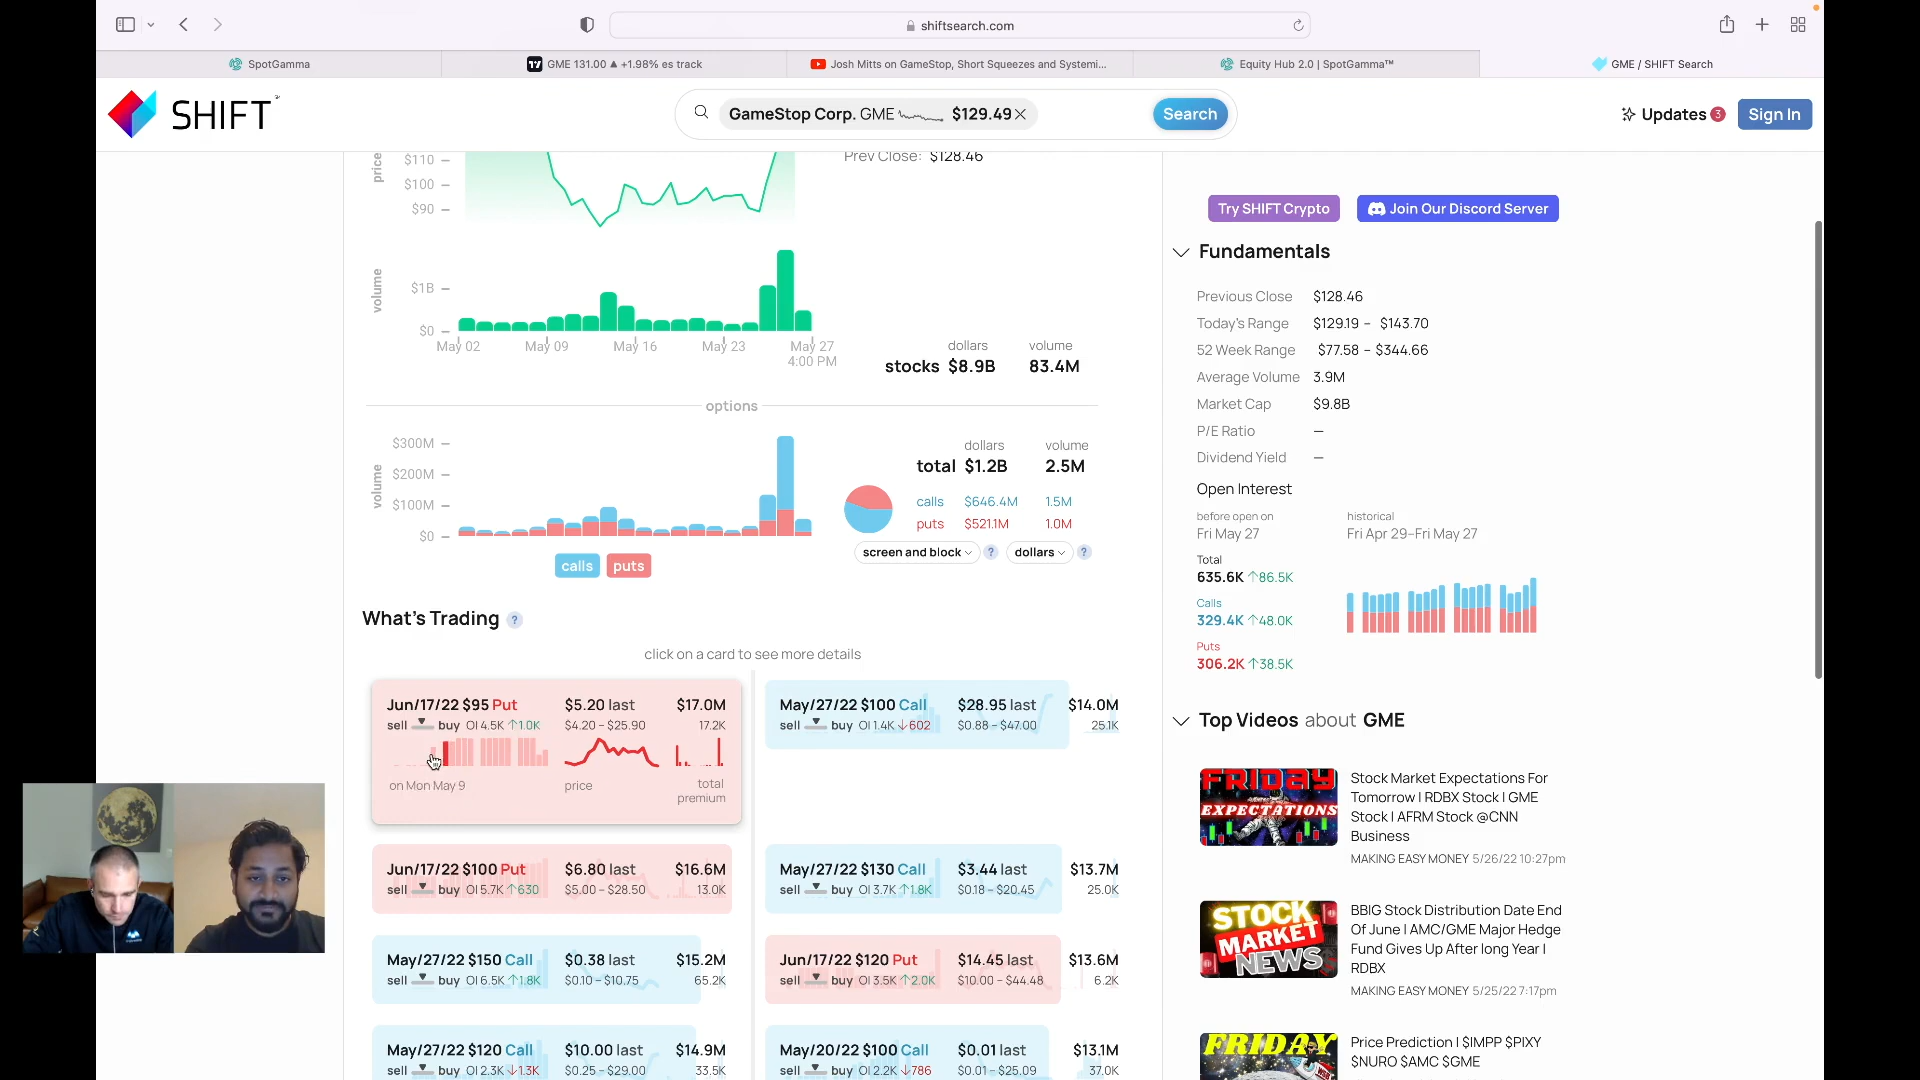 shiftsearch.com
SpotGamma
GME 131.00 ▲ +1.98% es track
Josh Mitts on GameStop, Short Squeezes and Systemi...
Equity Hub 2.0 | SpotGamma™
GME / SHIFT Search
SHIFT
GameStop Corp. GME $129.49
Search
Updates 3
Sign In
price
$110
$100
$90
Prev Close: $128.46
volume
$1B
$0
May 02
May 09
May 16
May 23
May 27
4:00 PM
dollars volume
stocks $8.9B 83.4M
options
volume
$300M
$200M
$100M
$0
calls puts
dollars volume
total $1.2B 2.5M
calls $646.4M 1.5M
puts $521.1M 1.0M
screen and block ? dollars ?
What's Trading ?
click on a card to see more details
Jun/17/22 $95 Put $5.20 last $17.0M
sell buy OI 4.5K ↑1.0K $4.20 – $25.90 17.2K
on Mon May 9 price total
premium
May/27/22 $100 Call $28.95 last $14.0M
sell buy OI 1.4K ↓602 $0.88 – $47.00 25.1K
Jun/17/22 $100 Put $6.80 last $16.6M
sell buy OI 5.7K ↑630 $5.00 – $28.50 13.0K
May/27/22 $130 Call $3.44 last $13.7M
sell buy OI 3.7K ↑1.8K $0.18 – $20.45 25.0K
May/27/22 $150 Call $0.38 last $15.2M
sell buy OI 6.5K ↑1.8K $0.10 – $10.75 65.2K
Jun/17/22 $120 Put $14.45 last $13.6M
sell buy OI 3.5K ↑2.0K $10.00 – $44.48 6.2K
May/27/22 $120 Call $10.00 last $14.9M
sell buy OI 2.3K ↓1.3K $0.25 – $29.00 33.5K
May/20/22 $100 Call $0.01 last $13.1M
sell buy OI 2.2K ↓786 $0.01 – $25.09 37.0K
Try SHIFT Crypto
Join Our Discord Server
Fundamentals
Previous Close $128.46
Today's Range $129.19 – $143.70
52 Week Range $77.58 – $344.66
Average Volume 3.9M
Market Cap $9.8B
P/E Ratio —
Dividend Yield —
Open Interest
before open on
Fri May 27
historical
Fri Apr 29–Fri May 27
Total
635.6K ↑86.5K
Calls
329.4K ↑48.0K
Puts
306.2K ↑38.5K
Top Videos about GME
FRIDAY
EXPECTATIONS
Stock Market Expectations For
Tomorrow | RDBX Stock | GME
Stock | AFRM Stock @CNN
Business
MAKING EASY MONEY 5/26/22 10:27pm
STOCK
MARKET
NEWS
BBIG Stock Distribution Date End
Of June | AMC/GME Major Hedge
Fund Gives Up After long Year |
RDBX
MAKING EASY MONEY 5/25/22 7:17pm
FRIDAY
Price Prediction | $IMPP $PIXY
$NURO $AMC $GME